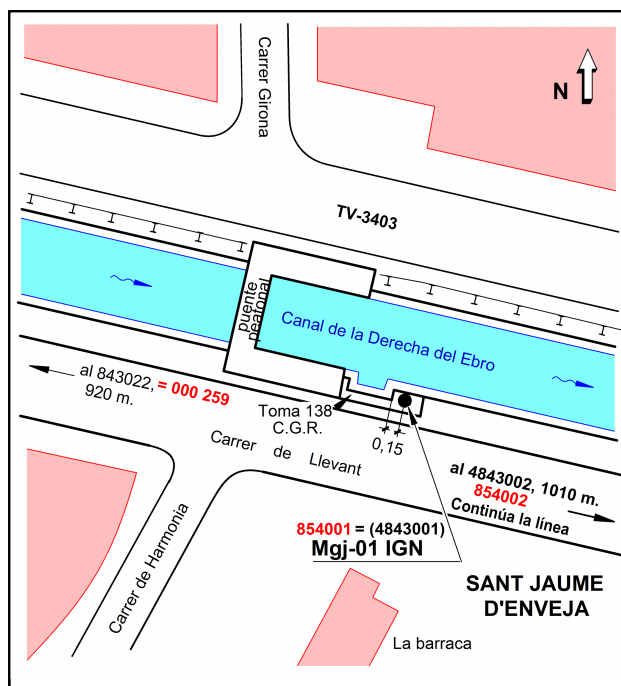 Carrer Girona
N
TV-3403
puente
peatonal
Canal de la Derecha del Ebro
al 843022, = 000 259
920 m.
Toma 138
C.G.R.
0,15
Carrer de Llevant
al 4843002, 1010 m.
854002
Continúa la línea
Carrer de Harmonia
854001 = (4843001)
Mgj-01 IGN
SANT JAUME
D'ENVEJA
La barraca